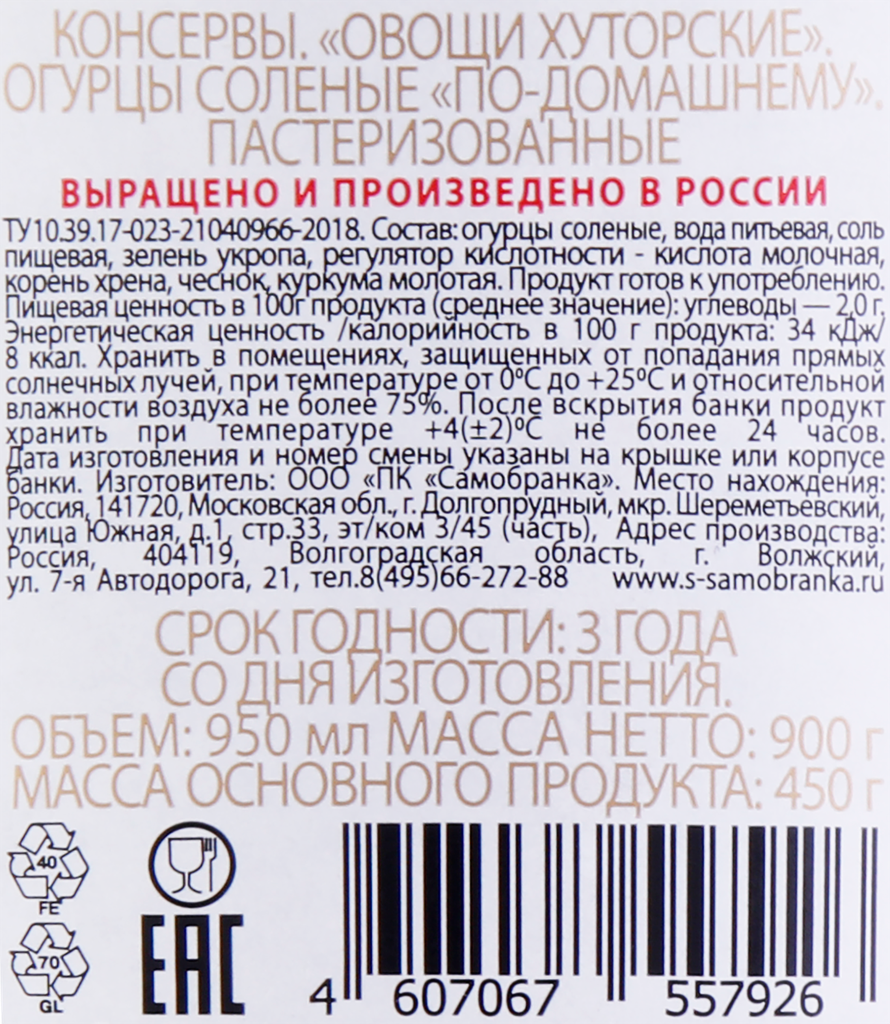 КОНСЕРВЫ. «ОВОЩИ ХУТОРСКИЕ».
ОГУРЦЫ СОЛЕНЫЕ «ПО-ДОМАШНЕМУ».
ПАСТЕРИЗОВАННЫЕ
ВЫРАЩЕНО И ПРОИЗВЕДЕНО В РОССИИ
ТУ10.39.17-023-21040966-2018. Состав: огурцы соленые, вода питьевая, соль
пищевая, зелень укропа, регулятор кислотности - кислота молочная,
корень хрена, чеснок, куркума молотая. Продукт готов к употреблению.
Пищевая ценность в 100г продукта (среднее значение): углеводы — 2,0 г.
Энергетическая ценность /калорийность в 100 г продукта: 34 кДж/
8 ккал. Хранить в помещениях, защищенных от попадания прямых
солнечных лучей, при температуре от 0°С до +25°С и относительной
влажности воздуха не более 75%. После вскрытия банки продукт
хранить при температуре +4(±2)°С не более 24 часов.
Дата изготовления и номер смены указаны на крышке или корпусе
банки. Изготовитель: ООО «ПК «Самобранка». Место нахождения:
Россия, 141720, Московская обл., г. Долгопрудный, мкр. Шереметьевский,
улица Южная, д.1, стр.33, эт/ком 3/45 (часть), Адрес производства:
Россия, 404119, Волгоградская область, г. Волжский,
ул. 7-я Автодорога, 21, тел.8(495)66-272-88 www.s-samobranka.ru
СРОК ГОДНОСТИ: 3 ГОДА
СО ДНЯ ИЗГОТОВЛЕНИЯ.
ОБЪЕМ: 950 мл МАССА НЕТТО: 900 г
МАССА ОСНОВНОГО ПРОДУКТА: 450 г
40
FE
70
GL
EAC
4 607067 557926